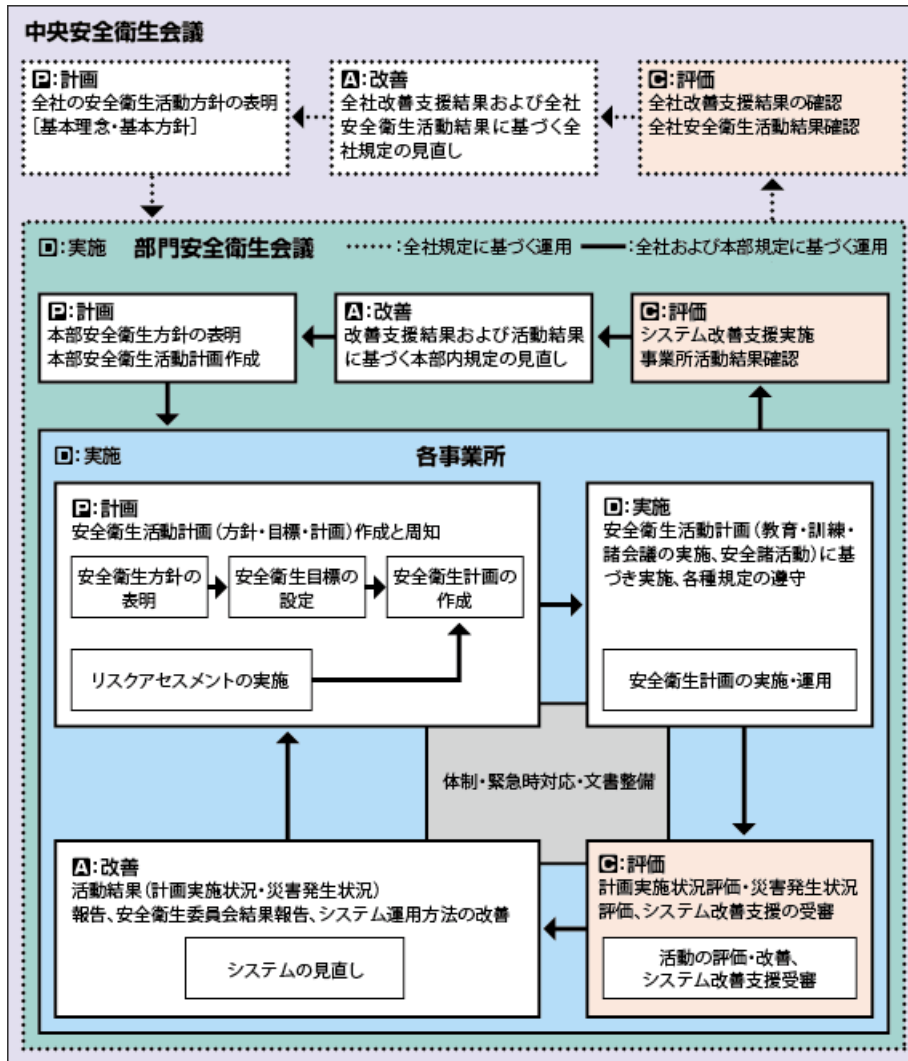 中央安全衛生会議
P:計画
全社の安全衛生活動方針の表明
[基本理念・基本方針]
A:改善
全社改善支援結果および全社
安全衛生活動結果に基づく全
社規定の見直し
C:評価
全社改善支援結果の確認
全社安全衛生活動結果確認
D:実施 部門安全衛生会議 ……:全社規定に基づく運用 ━━:全社および本部規定に基づく運用
P:計画
本部安全衛生方針の表明
本部安全衛生活動計画作成
A:改善
改善支援結果および活動結果
に基づく本部内規定の見直し
C:評価
システム改善支援実施
事業所活動結果確認
D:実施 各事業所
P:計画
安全衛生活動計画(方針・目標・計画)作成と周知
安全衛生方針の
表明
安全衛生目標の
設定
安全衛生計画の
作成
リスクアセスメントの実施
D:実施
安全衛生活動計画(教育・訓練・
諸会議の実施、安全諸活動)に基
づき実施、各種規定の遵守
安全衛生計画の実施・運用
体制・緊急時対応・文書整備
A:改善
活動結果(計画実施状況・災害発生状況)
報告、安全衛生委員会結果報告、システム運用方法の改善
システムの見直し
C:評価
計画実施状況評価・災害発生状況
評価、システム改善支援の受審
活動の評価・改善、
システム改善支援受審